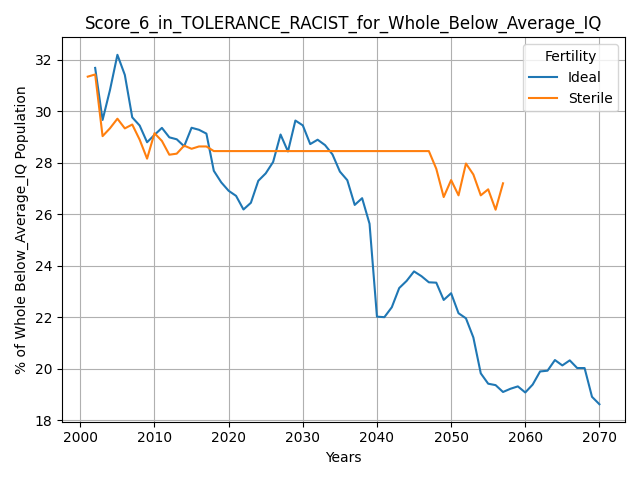 Score_6_in_TOLERANCE_RACIST_for_Whole_Below_Average_IQ
% of Whole Below_Average_IQ Population
32
30
28
26
24
22
20
18
Fertility
Ideal
Sterile
2000 2010 2020 2030 2040 2050 2060 2070
Years